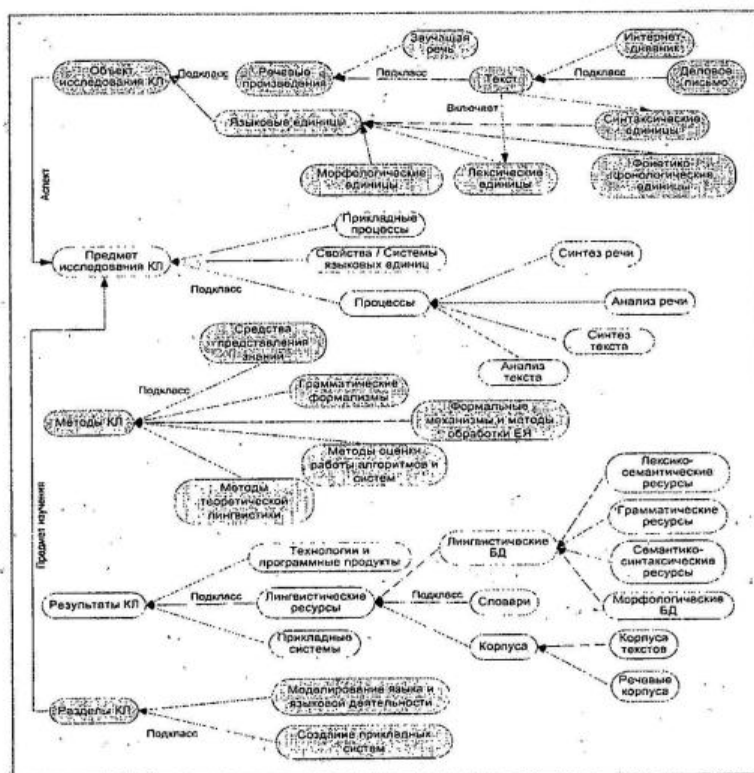 Звучащая
речь
Интернет-
дневник
Объект
исследования КЛ
Подкласс
Речевые
произведения
Подкласс
Текст
Подкласс
Деловое
письмо
Включает
Языковые единицы
Синтаксические
единицы
Морфологические
единицы
Лексические
единицы
Фонетико-
фонологические
единицы
Аспект
Прикладные
процессы
Предмет
исследования КЛ
Свойства / Системы
языковых единиц
Синтез речи
Подкласс
Процессы
Анализ речи
Синтез
текста
Анализ
текста
Средства
представления
знаний
Подкласс
Грамматические
формализмы
Методы КЛ
Формальные
механизмы и методы
обработки ЕЯ
Методы оценки
работы алгоритмов и
систем
Методы
теоретической
лингвистики
Предмет изучения
Лексико-
семантические
ресурсы
Технологии и
программные продукты
Лингвистические
БД
Грамматические
ресурсы
Семантико-
синтаксические
ресурсы
Результаты КЛ
Подкласс
Лингвистические
ресурсы
Подкласс
Словари
Морфологические
БД
Прикладные
системы
Корпуса
Корпуса
текстов
Речевые
корпуса
Моделирование языка и
языковой деятельности
Разделы КЛ
Подкласс
Создание прикладных
систем